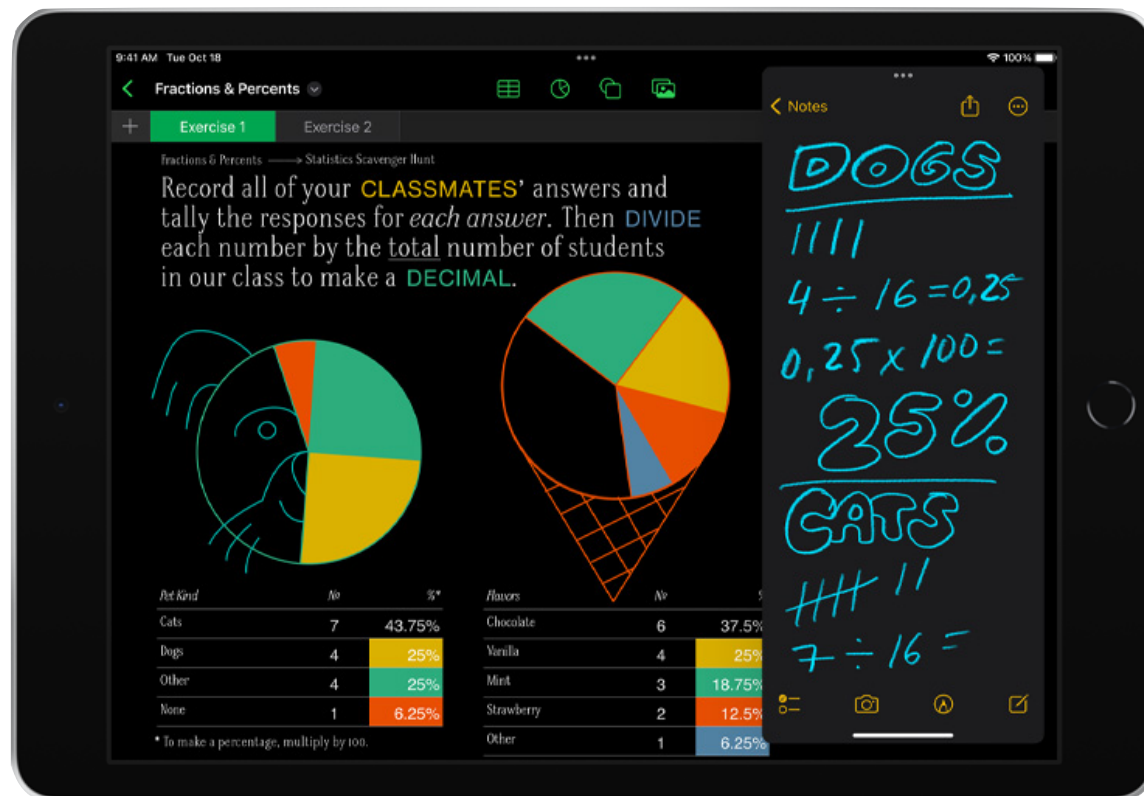 9:41 AM Tue Oct 18
100%
Fractions & Percents
Exercise 1
Exercise 2
Fractions & Percents → Statistics Scavenger Hunt
Record all of your CLASSMATES' answers and
tally the responses for each answer. Then DIVIDE
each number by the total number of students
in our class to make a DECIMAL.
Pet Kind № %*
Cats 7 43.75%
Dogs 4 25%
Other 4 25%
None 1 6.25%
* To make a percentage, multiply by 100.
Flavors №
Chocolate 6 37.5%
Vanilla 4 25%
Mint 3 18.75%
Strawberry 2 12.5%
Other 1 6.25%
Notes
DOGS
4 ÷ 16 = 0,25
0,25 x 100 =
25%
CATS
7 ÷ 16 =